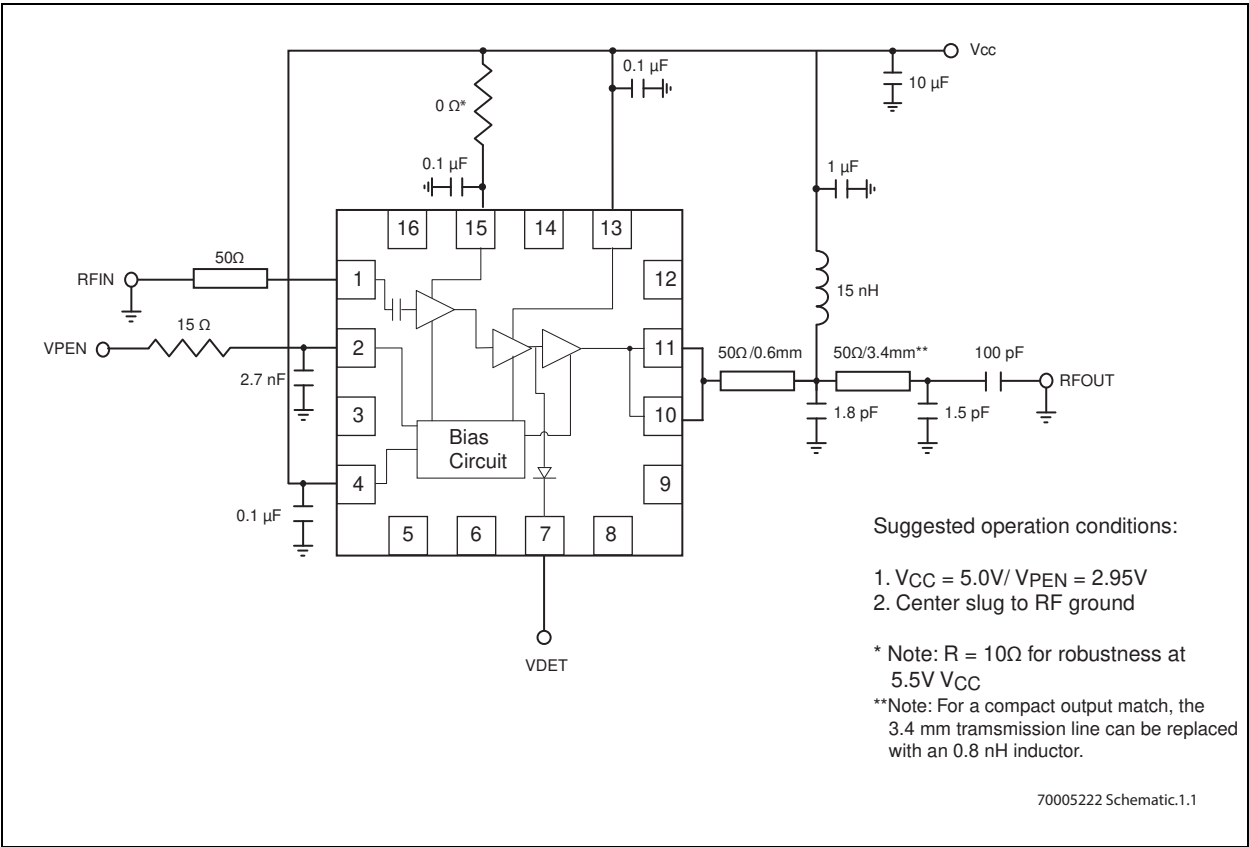 Vcc
0.1 µF
10 µF
0 Ω*
0.1 µF
1 µF
16
15
14
13
50Ω
RFIN
1
12
15 nH
15 Ω
VPEN
2
11
50Ω/0.6mm
50Ω/3.4mm**
100 pF
RFOUT
2.7 nF
3
10
1.8 pF
1.5 pF
Bias
Circuit
4
9
0.1 µF
5
6
7
8
VDET
Suggested operation conditions:
1. VCC = 5.0V/ VPEN = 2.95V
2. Center slug to RF ground
* Note: R = 10Ω for robustness at
5.5V VCC
**Note: For a compact output match, the
3.4 mm tramsmission line can be replaced
with an 0.8 nH inductor.
70005222 Schematic.1.1